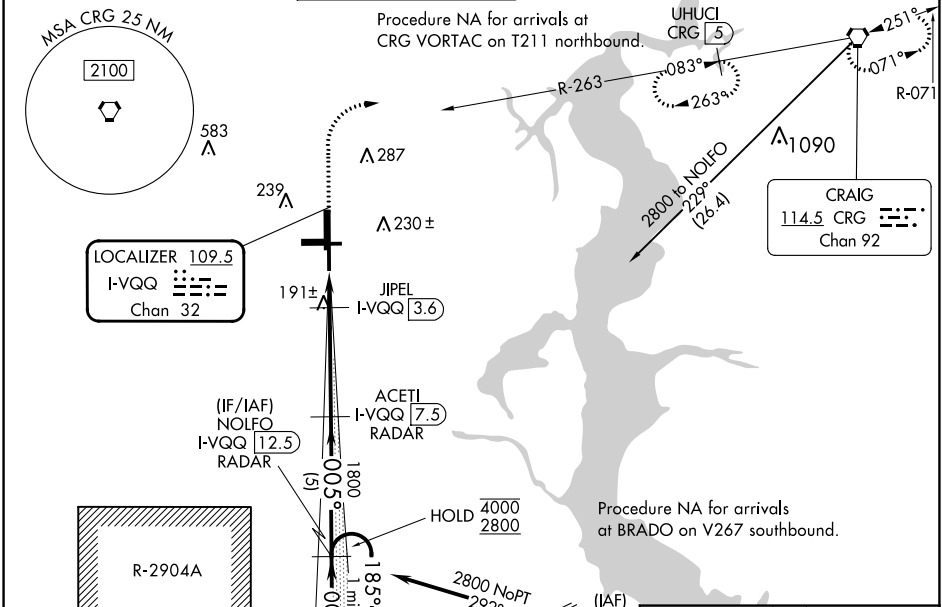 MSA CRG 25 NM
2100
583
Procedure NA for arrivals at
CRG VORTAC on T211 northbound.
UHUCI
CRG 5
251°
071°
R-071
083°
263°
R-263
1090
2800 to NOLFO
229°
(26.4)
CRAIG
114.5 CRG
Chan 92
287
239
230 ±
LOCALIZER 109.5
I-VQQ
Chan 32
191±
JIPEL
I-VQQ 3.6
ACETI
I-VQQ 7.5
RADAR
(IF/IAF)
NOLFO
I-VQQ 12.5
RADAR
1800
005°
(5)
HOLD 4000
2800
Procedure NA for arrivals
at BRADO on V267 southbound.
R-2904A
185°
1 mi
2800 NoPT
(IAF)